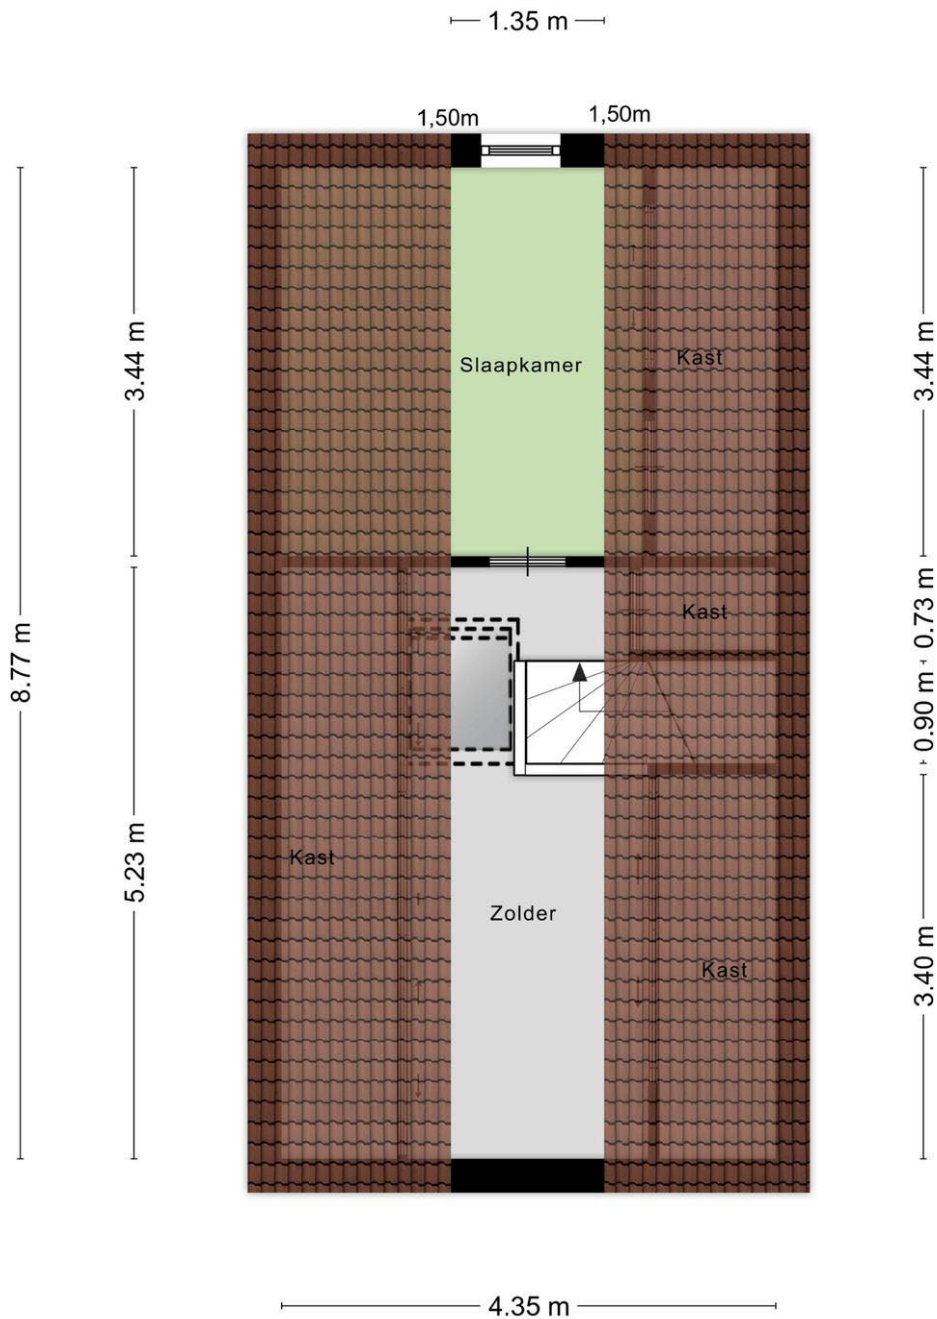 1.35 m
1,50m
1,50m
3.44 m
3.44 m
Slaapkamer
Kast
8.77 m
0.73 m
Kast
0.90 m
5.23 m
Kast
Zolder
3.40 m
Kast
4.35 m